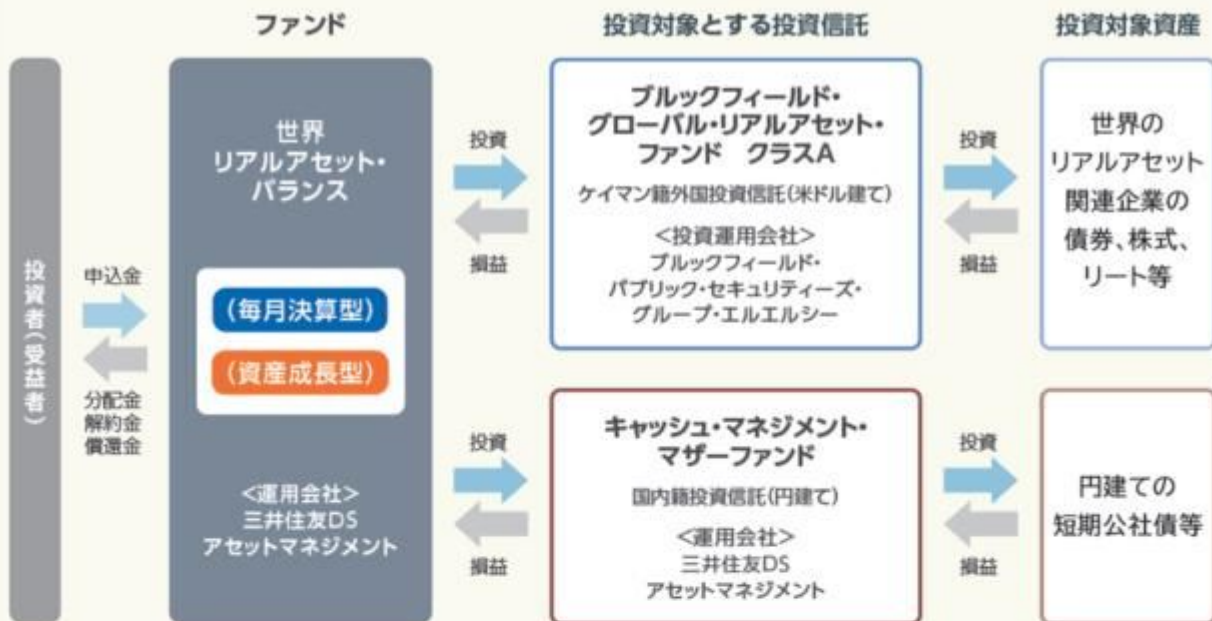 ファンド
投資対象とする投資信託
投資対象資産
投資者(受益者)
申込金
分配金
解約金
償還金
世界
リアルアセット・
バランス
(毎月決算型)
(資産成長型)
<運用会社>
三井住友DS
アセットマネジメント
投資
損益
ブルックフィールド・
グローバル・リアルアセット・
ファンド クラスA
ケイマン籍外国投資信託(米ドル建て)
<投資運用会社>
ブルックフィールド・
パブリック・セキュリティーズ・
グループ・エルエルシー
投資
損益
世界の
リアルアセット
関連企業の
債券、株式、
リート等
投資
損益
キャッシュ・マネジメント・
マザーファンド
国内籍投資信託(円建て)
<運用会社>
三井住友DS
アセットマネジメント
投資
損益
円建ての
短期公社債等